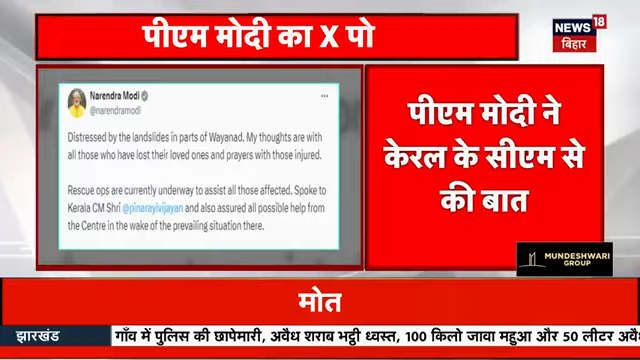 पीएम मोदी का X पो
NEWS 18
बिहार
Narendra Modi
@narendramodi
Distressed by the landslides in parts of Wayanad. My thoughts are with
all those who have lost their loved ones and prayers with those injured.
Rescue ops are currently underway to assist all those affected. Spoke to
Kerala CM Shri @pinarayivijayan and also assured all possible help from
the Centre in the wake of the prevailing situation there.
पीएम मोदी ने
केरल के सीएम से
की बात
MUNDESHWARI
GROUP
मोत
झारखंड
गाँव में पुलिस की छापेमारी, अवैध शराब भट्ठी ध्वस्त, 100 किलो जावा महुआ और 50 लीटर अवै